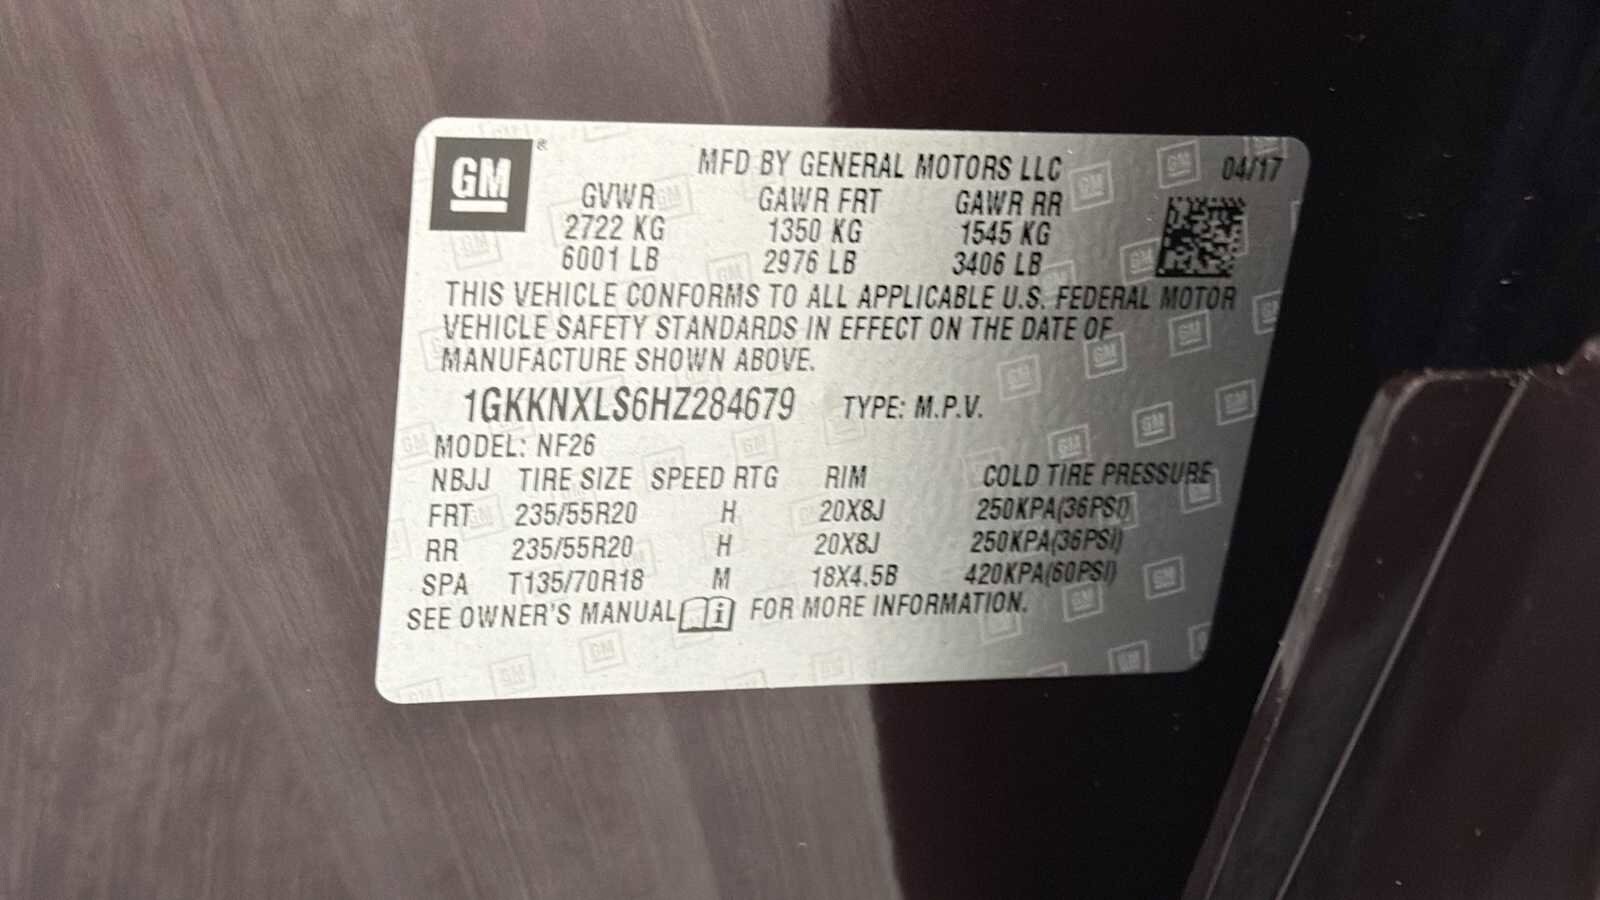 GM®
MFD BY GENERAL MOTORS LLC 04/17
GVWR GAWR FRT GAWR RR
2722 KG 1350 KG 1545 KG
6001 LB 2976 LB 3406 LB
THIS VEHICLE CONFORMS TO ALL APPLICABLE U.S. FEDERAL MOTOR
VEHICLE SAFETY STANDARDS IN EFFECT ON THE DATE OF
MANUFACTURE SHOWN ABOVE.
1GKKNXLS6HZ284679 TYPE: M.P.V.
MODEL: NF26
NBJJ TIRE SIZE SPEED RTG RIM COLD TIRE PRESSURE
FRT 235/55R20 H 20X8J 250KPA(36PSI)
RR 235/55R20 H 20X8J 250KPA(36PSI)
SPA T135/70R18 M 18X4.5B 420KPA(60PSI)
SEE OWNER'S MANUAL i FOR MORE INFORMATION.